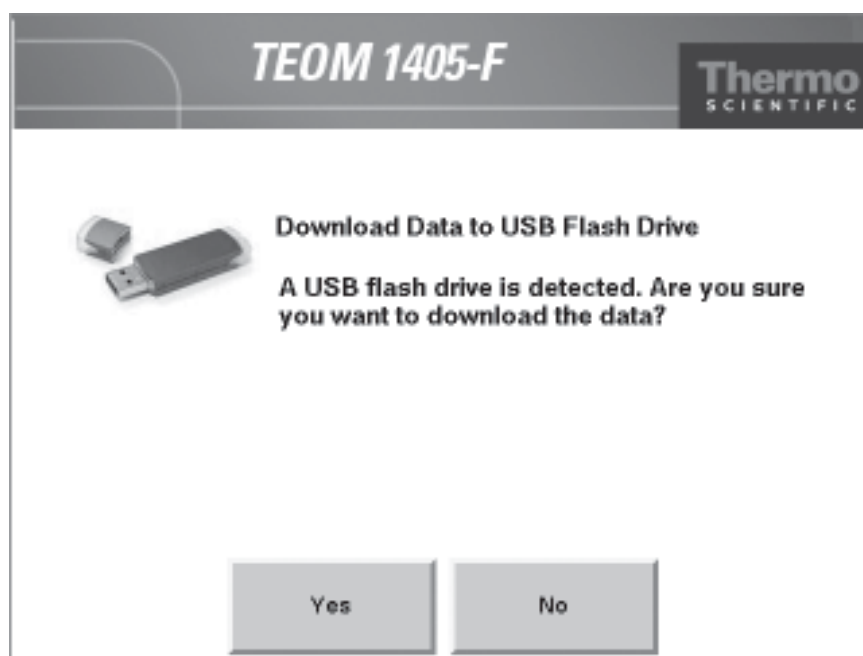 TEOM 1405-F
Thermo
SCIENTIFIC
Download Data to USB Flash Drive
A USB flash drive is detected. Are you sure
you want to download the data?
Yes
No